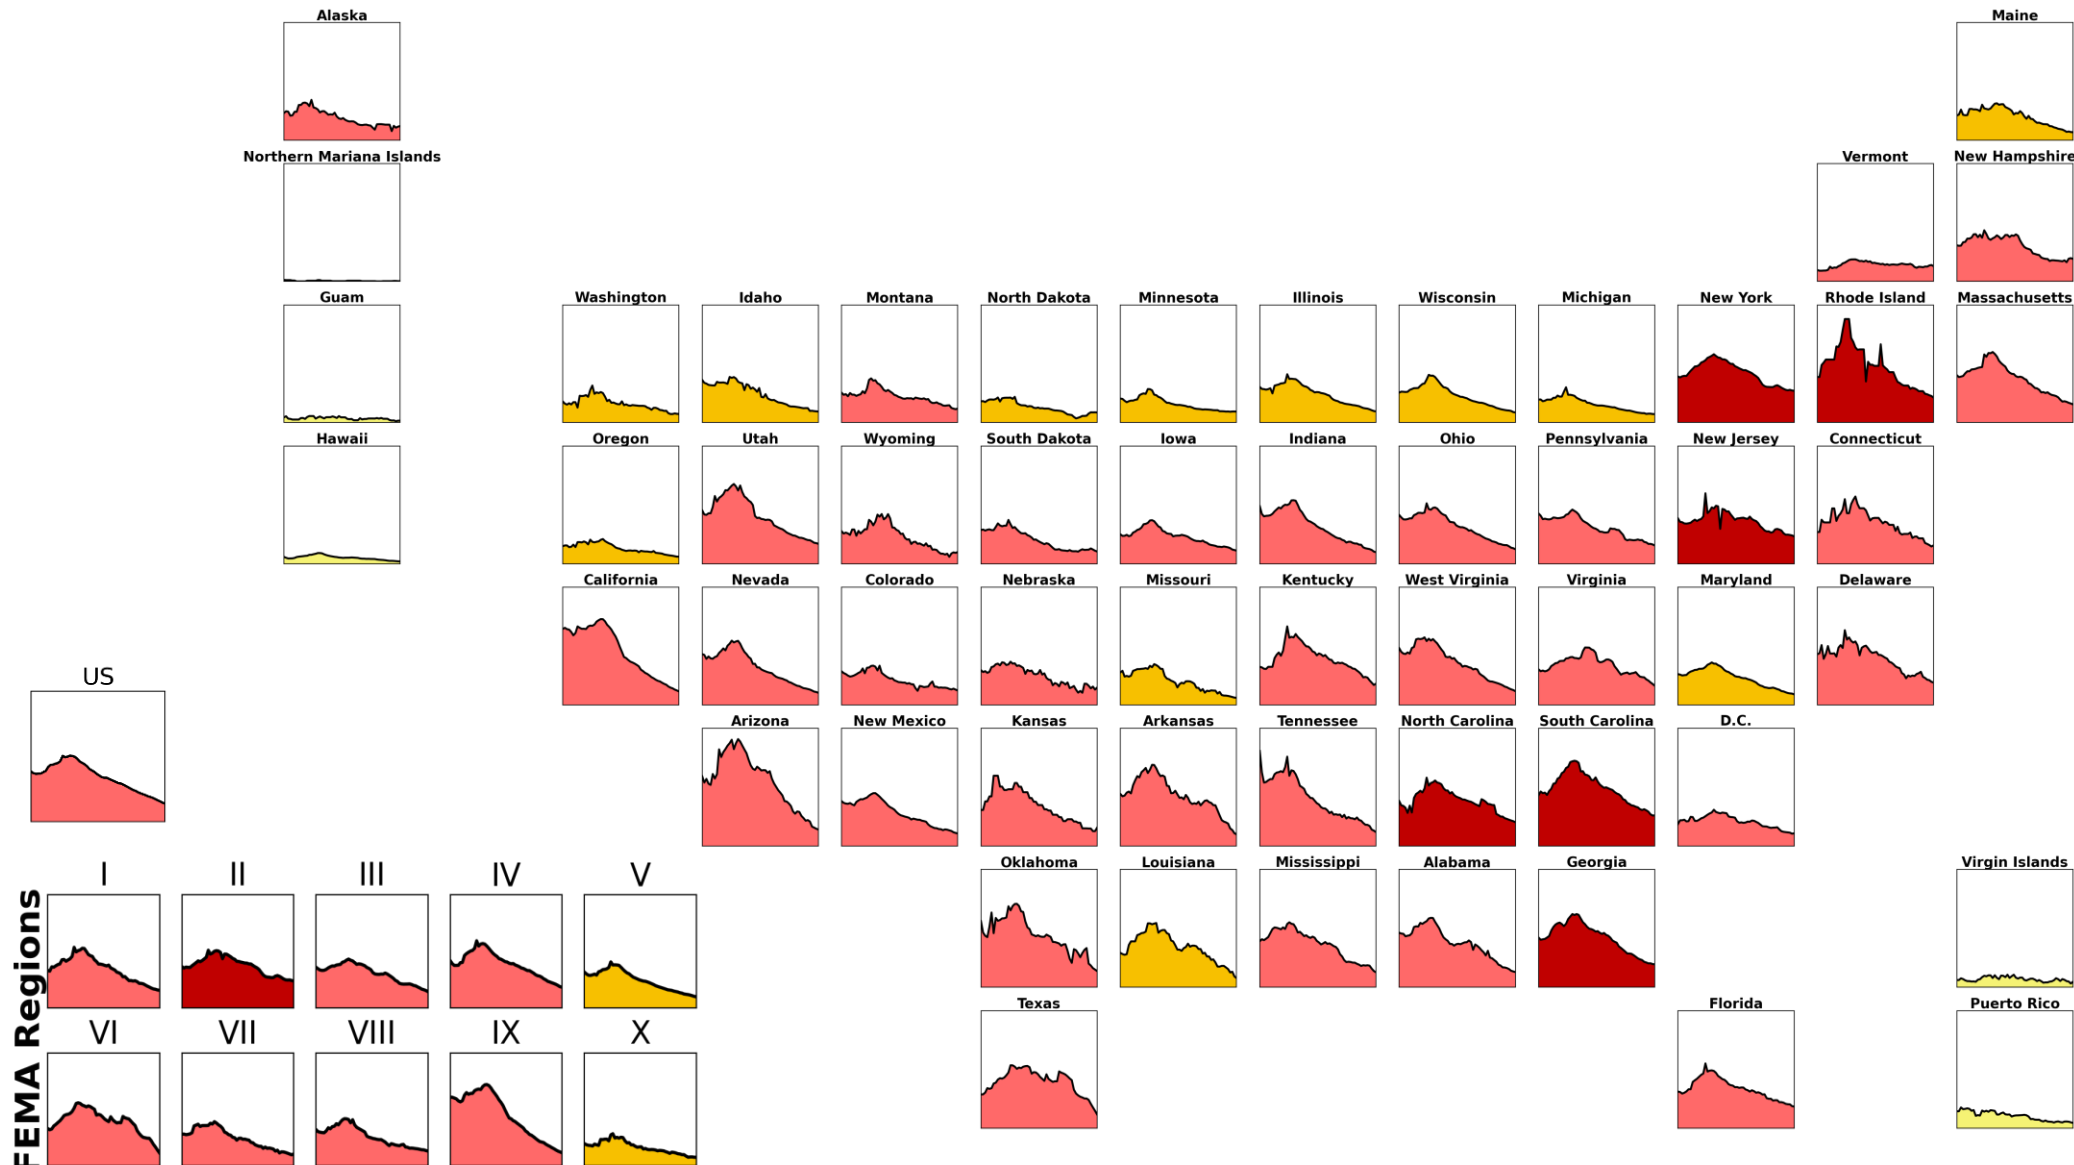 Alaska
Maine
Northern Mariana Islands
Vermont
New Hampshire
Guam
Washington
Idaho
Montana
North Dakota
Minnesota
Illinois
Wisconsin
Michigan
New York
Rhode Island
Massachusetts
Hawaii
Oregon
Utah
Wyoming
South Dakota
Iowa
Indiana
Ohio
Pennsylvania
New Jersey
Connecticut
California
Nevada
Colorado
Nebraska
Missouri
Kentucky
West Virginia
Virginia
Maryland
Delaware
US
Arizona
New Mexico
Kansas
Arkansas
Tennessee
North Carolina
South Carolina
D.C.
Oklahoma
Louisiana
Mississippi
Alabama
Georgia
Virgin Islands
Texas
Florida
Puerto Rico
FEMA Regions
I
II
III
IV
V
VI
VII
VIII
IX
X